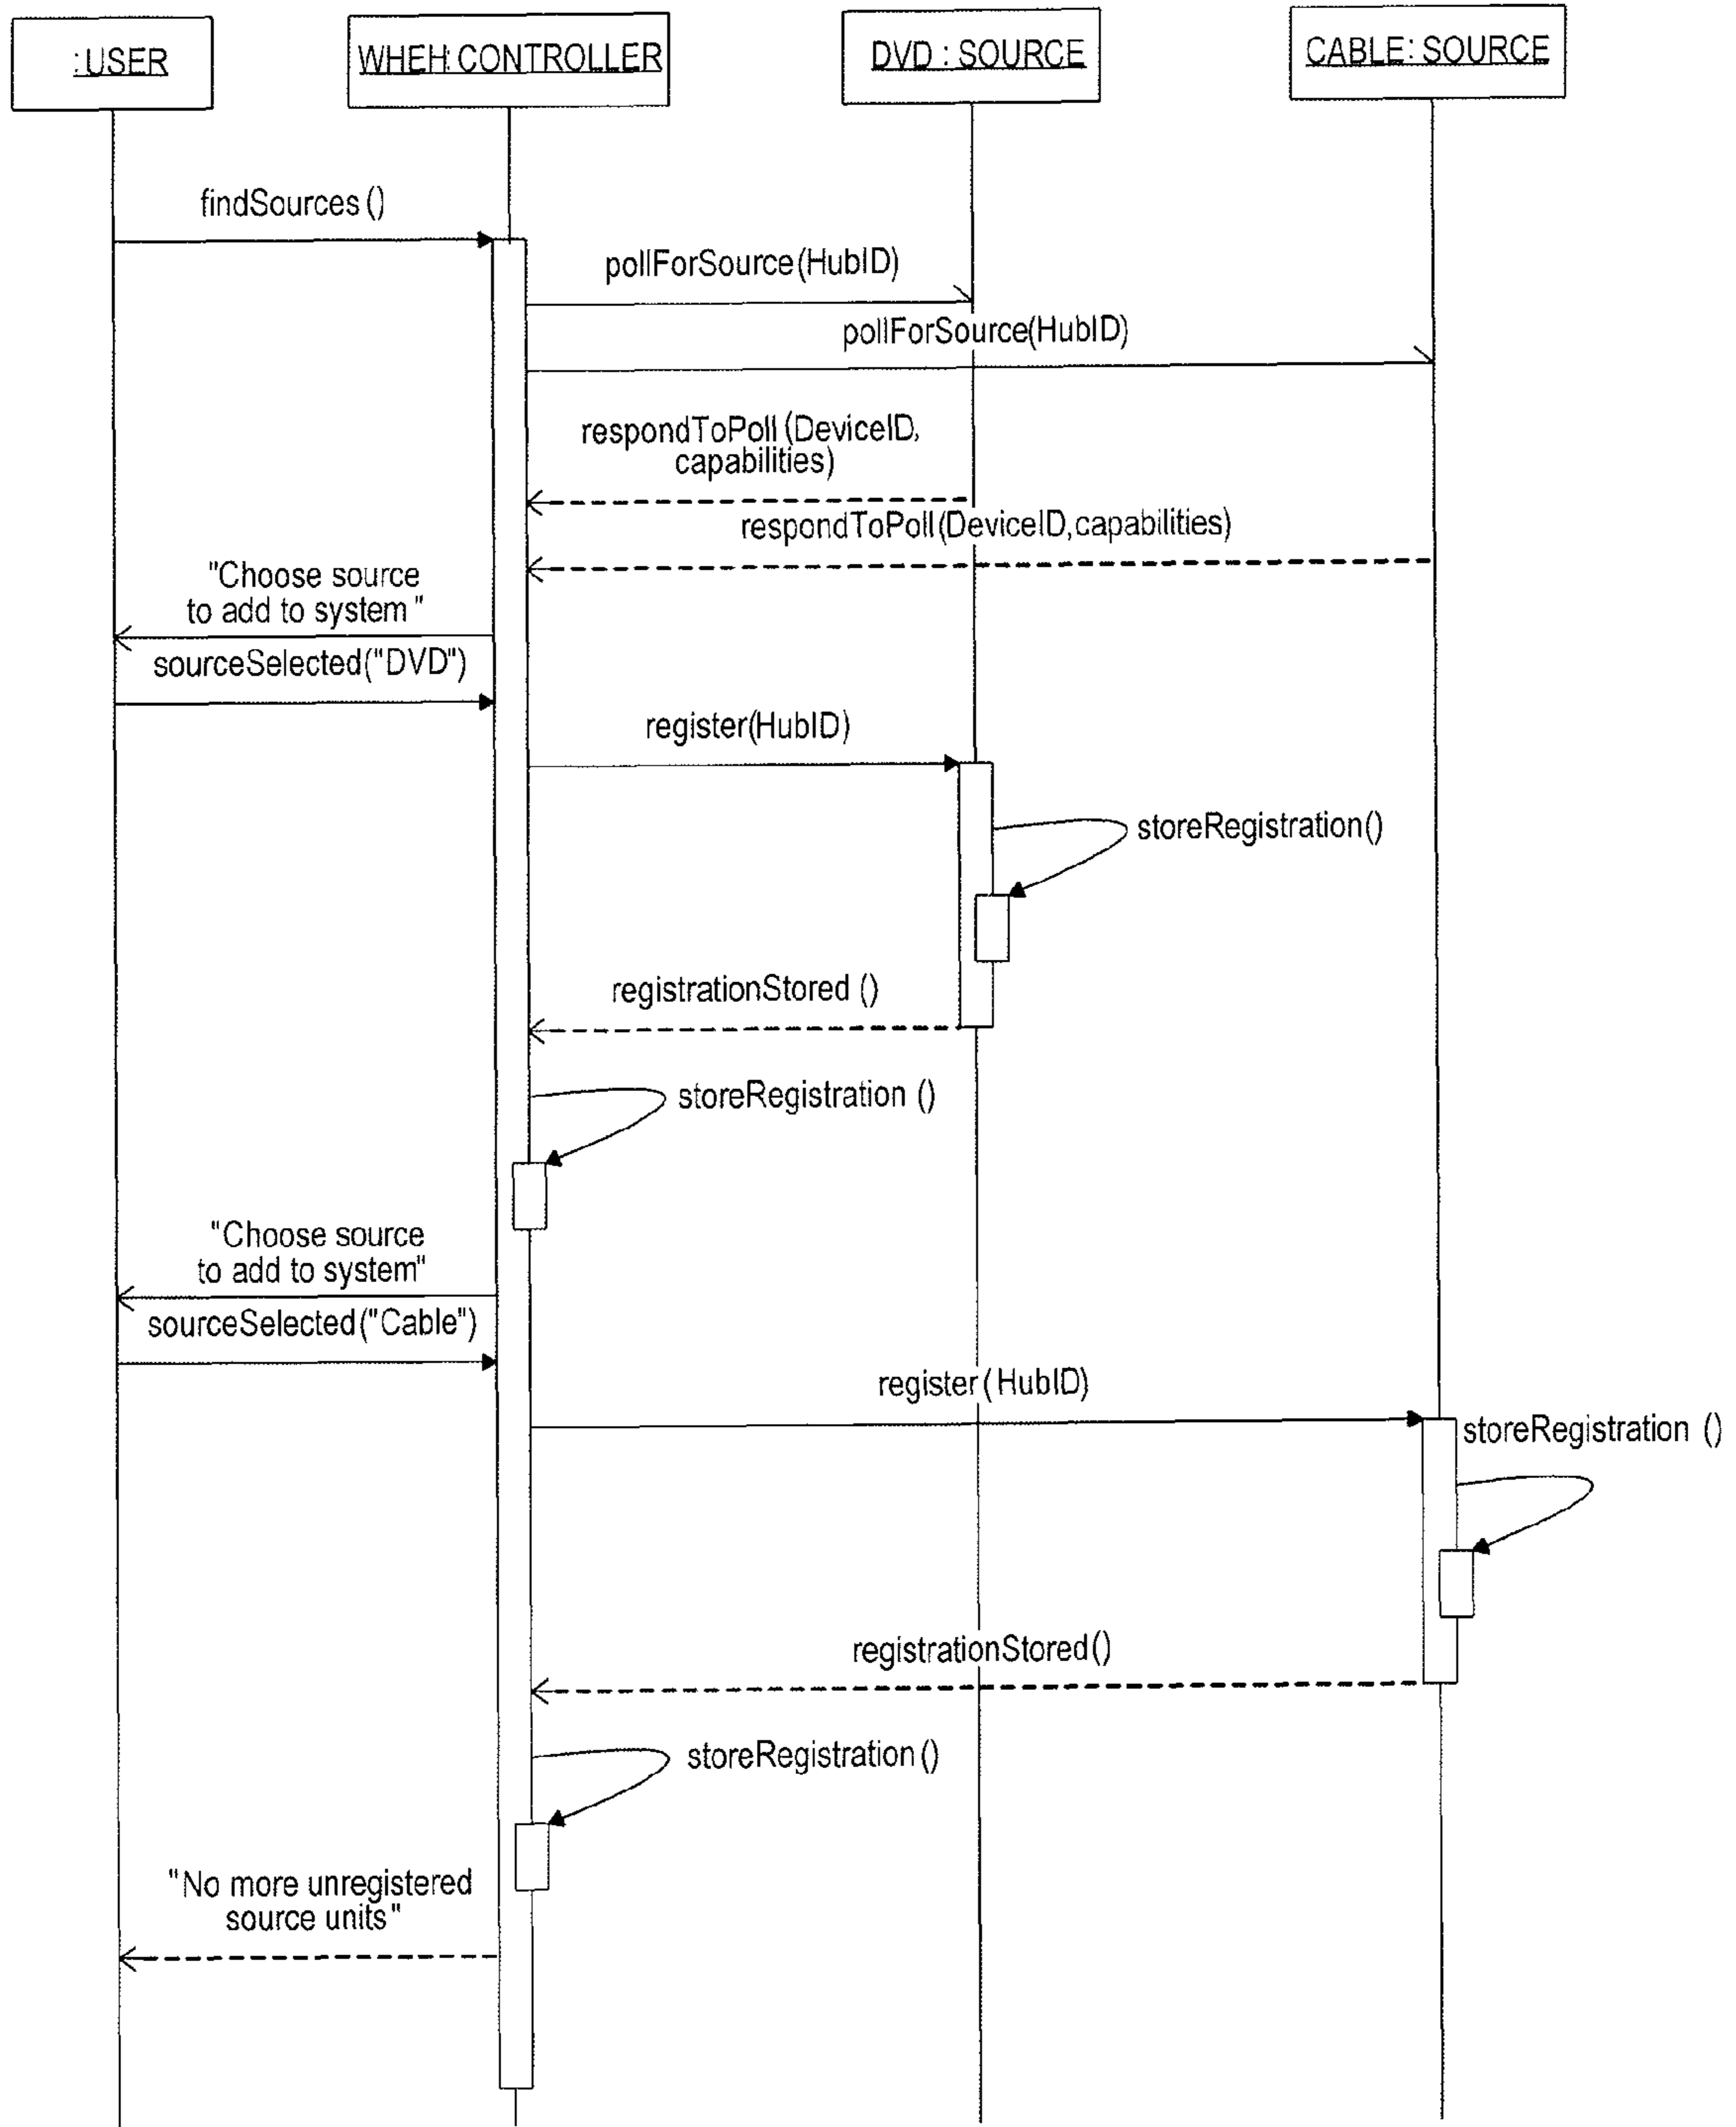 :USER
WHEH:CONTROLLER
DVD : SOURCE
CABLE: SOURCE
findSources ()
pollForSource (HubID)
pollForSource(HubID)
respondToPoll (DeviceID,
capabilities)
respondToPoll (DeviceID,capabilities)
"Choose source
to add to system "
sourceSelected ("DVD")
register(HubID)
storeRegistration()
registrationStored ()
storeRegistration ()
"Choose source
to add to system"
sourceSelected ("Cable")
register ( HubID)
storeRegistration ()
registrationStored ()
storeRegistration ()
"No more unregistered
source units"